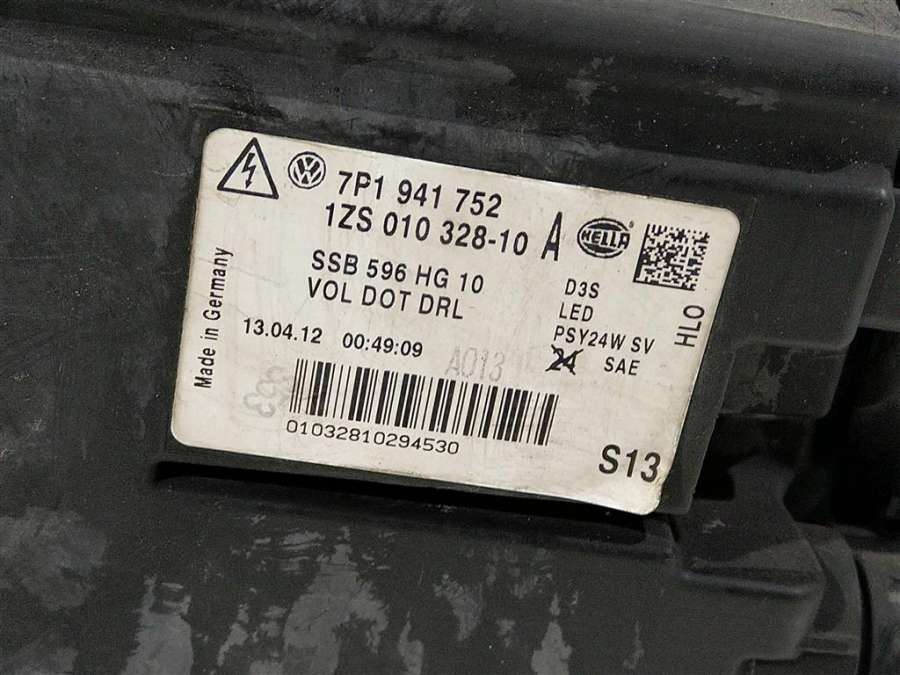 7P1 941 752
1ZS 010 328-10 A
HELLA
SSB 596 HG 10
VOL DOT DRL
D3S
LED
PSY24W SV
24 SAE
HLO
13.04.12 00:49:09
A013
Made in Germany
01032810294530
S13